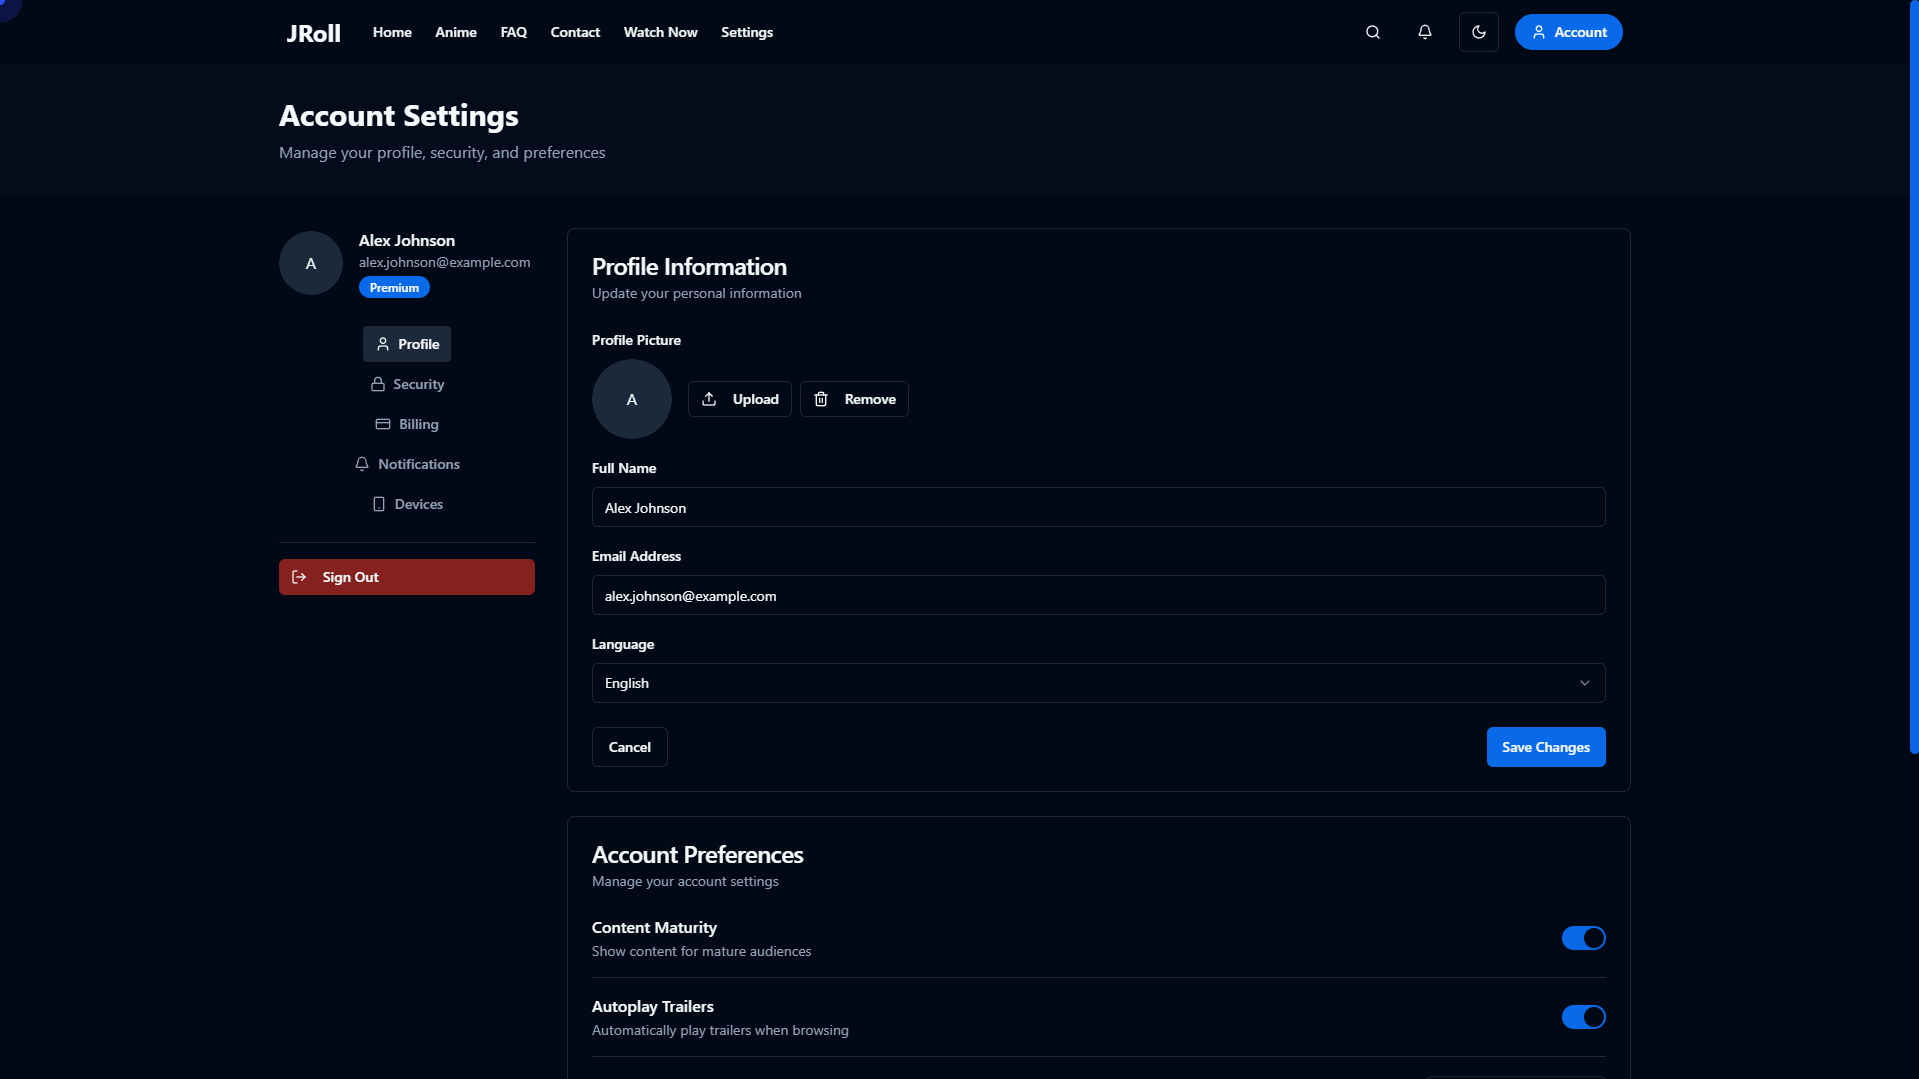 JRoll
Home Anime FAQ Contact Watch Now Settings
Account
Account Settings
Manage your profile, security, and preferences
A
Alex Johnson
alex.johnson@example.com
Premium
Profile
Security
Billing
Notifications
Devices
Sign Out
Profile Information
Update your personal information
Profile Picture
A
Upload Remove
Full Name
Alex Johnson
Email Address
alex.johnson@example.com
Language
English
Cancel Save Changes
Account Preferences
Manage your account settings
Content Maturity
Show content for mature audiences
Autoplay Trailers
Automatically play trailers when browsing